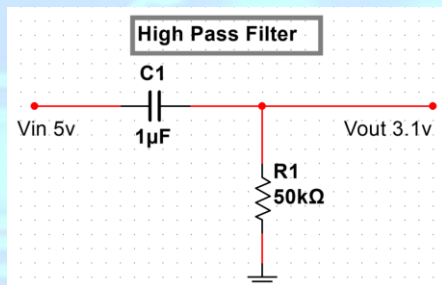 High Pass Filter
C1
1µF
Vin 5v
Vout 3.1v
R1
50kΩ